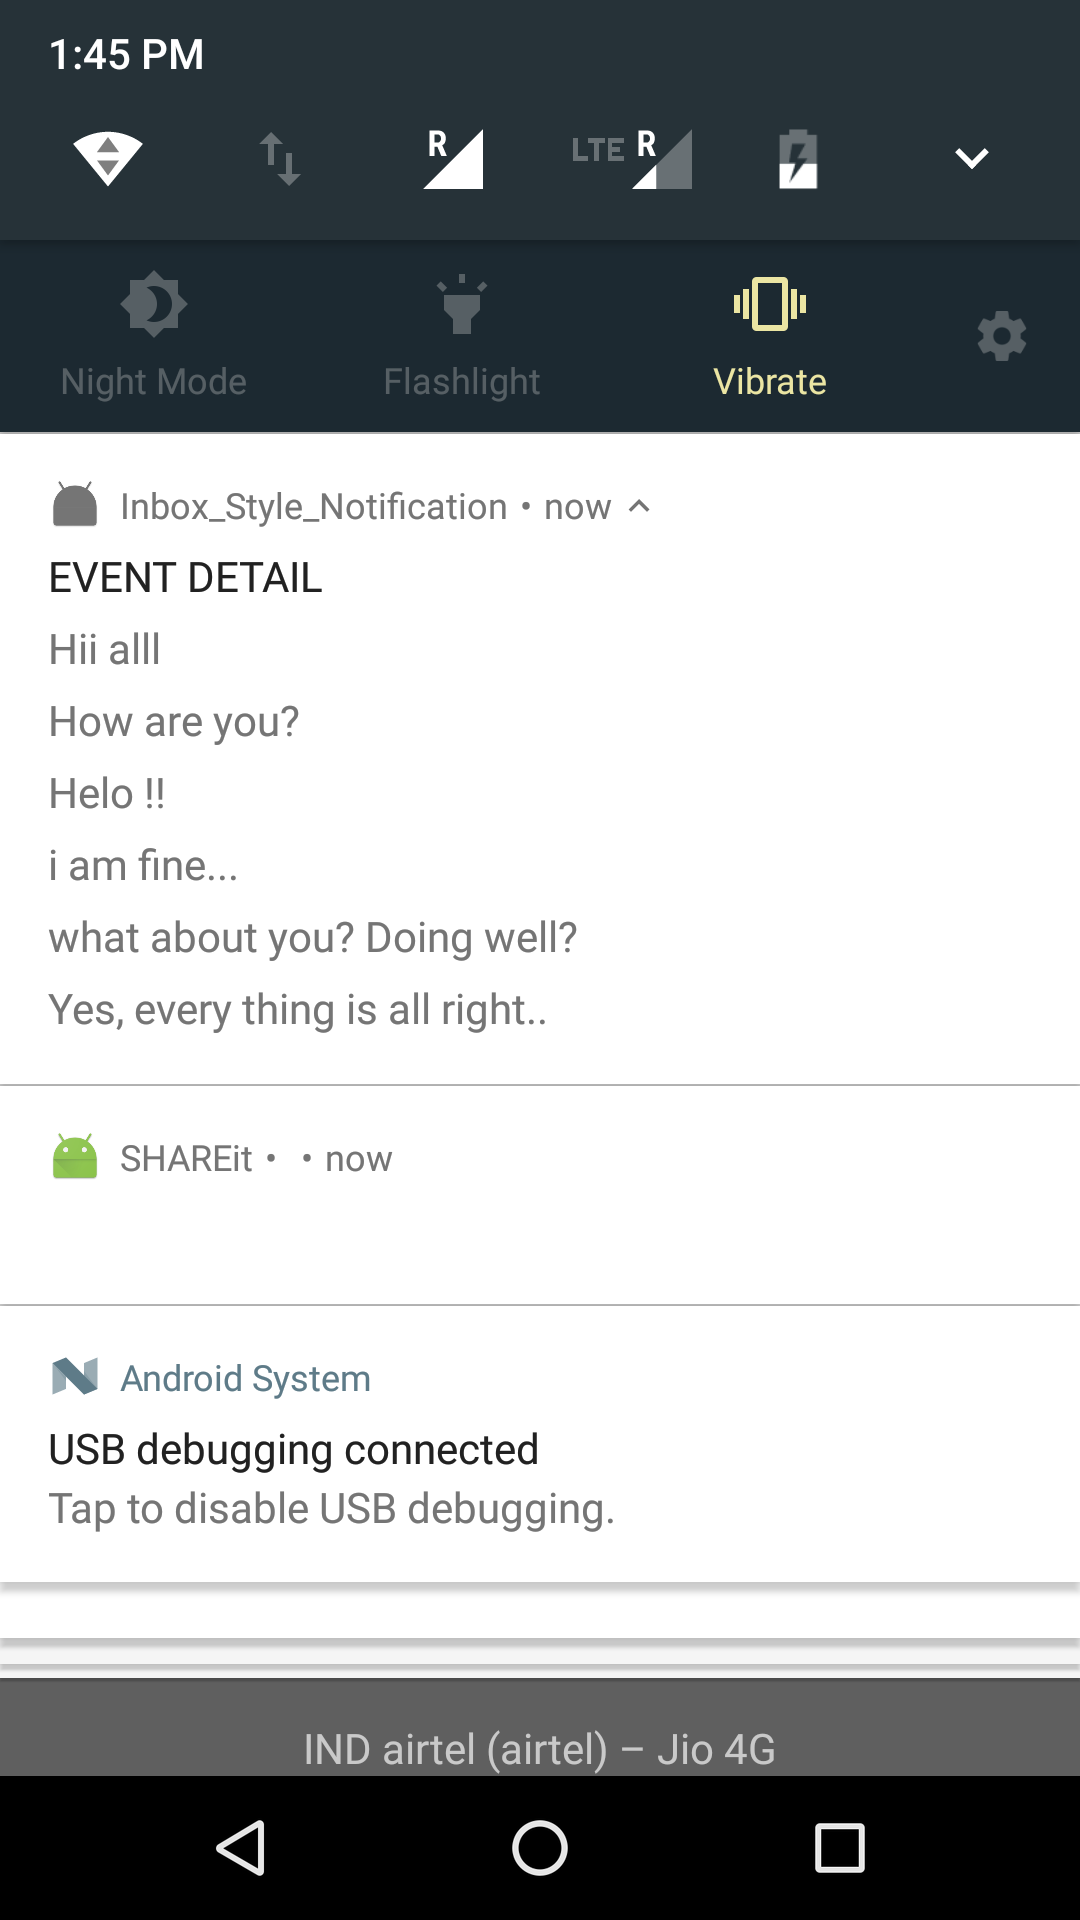 1:45 PM
R LTE R
Night Mode Flashlight Vibrate
Inbox_Style_Notification • now
EVENT DETAIL
Hii alll
How are you?
Helo !!
i am fine...
what about you? Doing well?
Yes, every thing is all right..
SHAREit • • now
Android System
USB debugging connected
Tap to disable USB debugging.
IND airtel (airtel) – Jio 4G